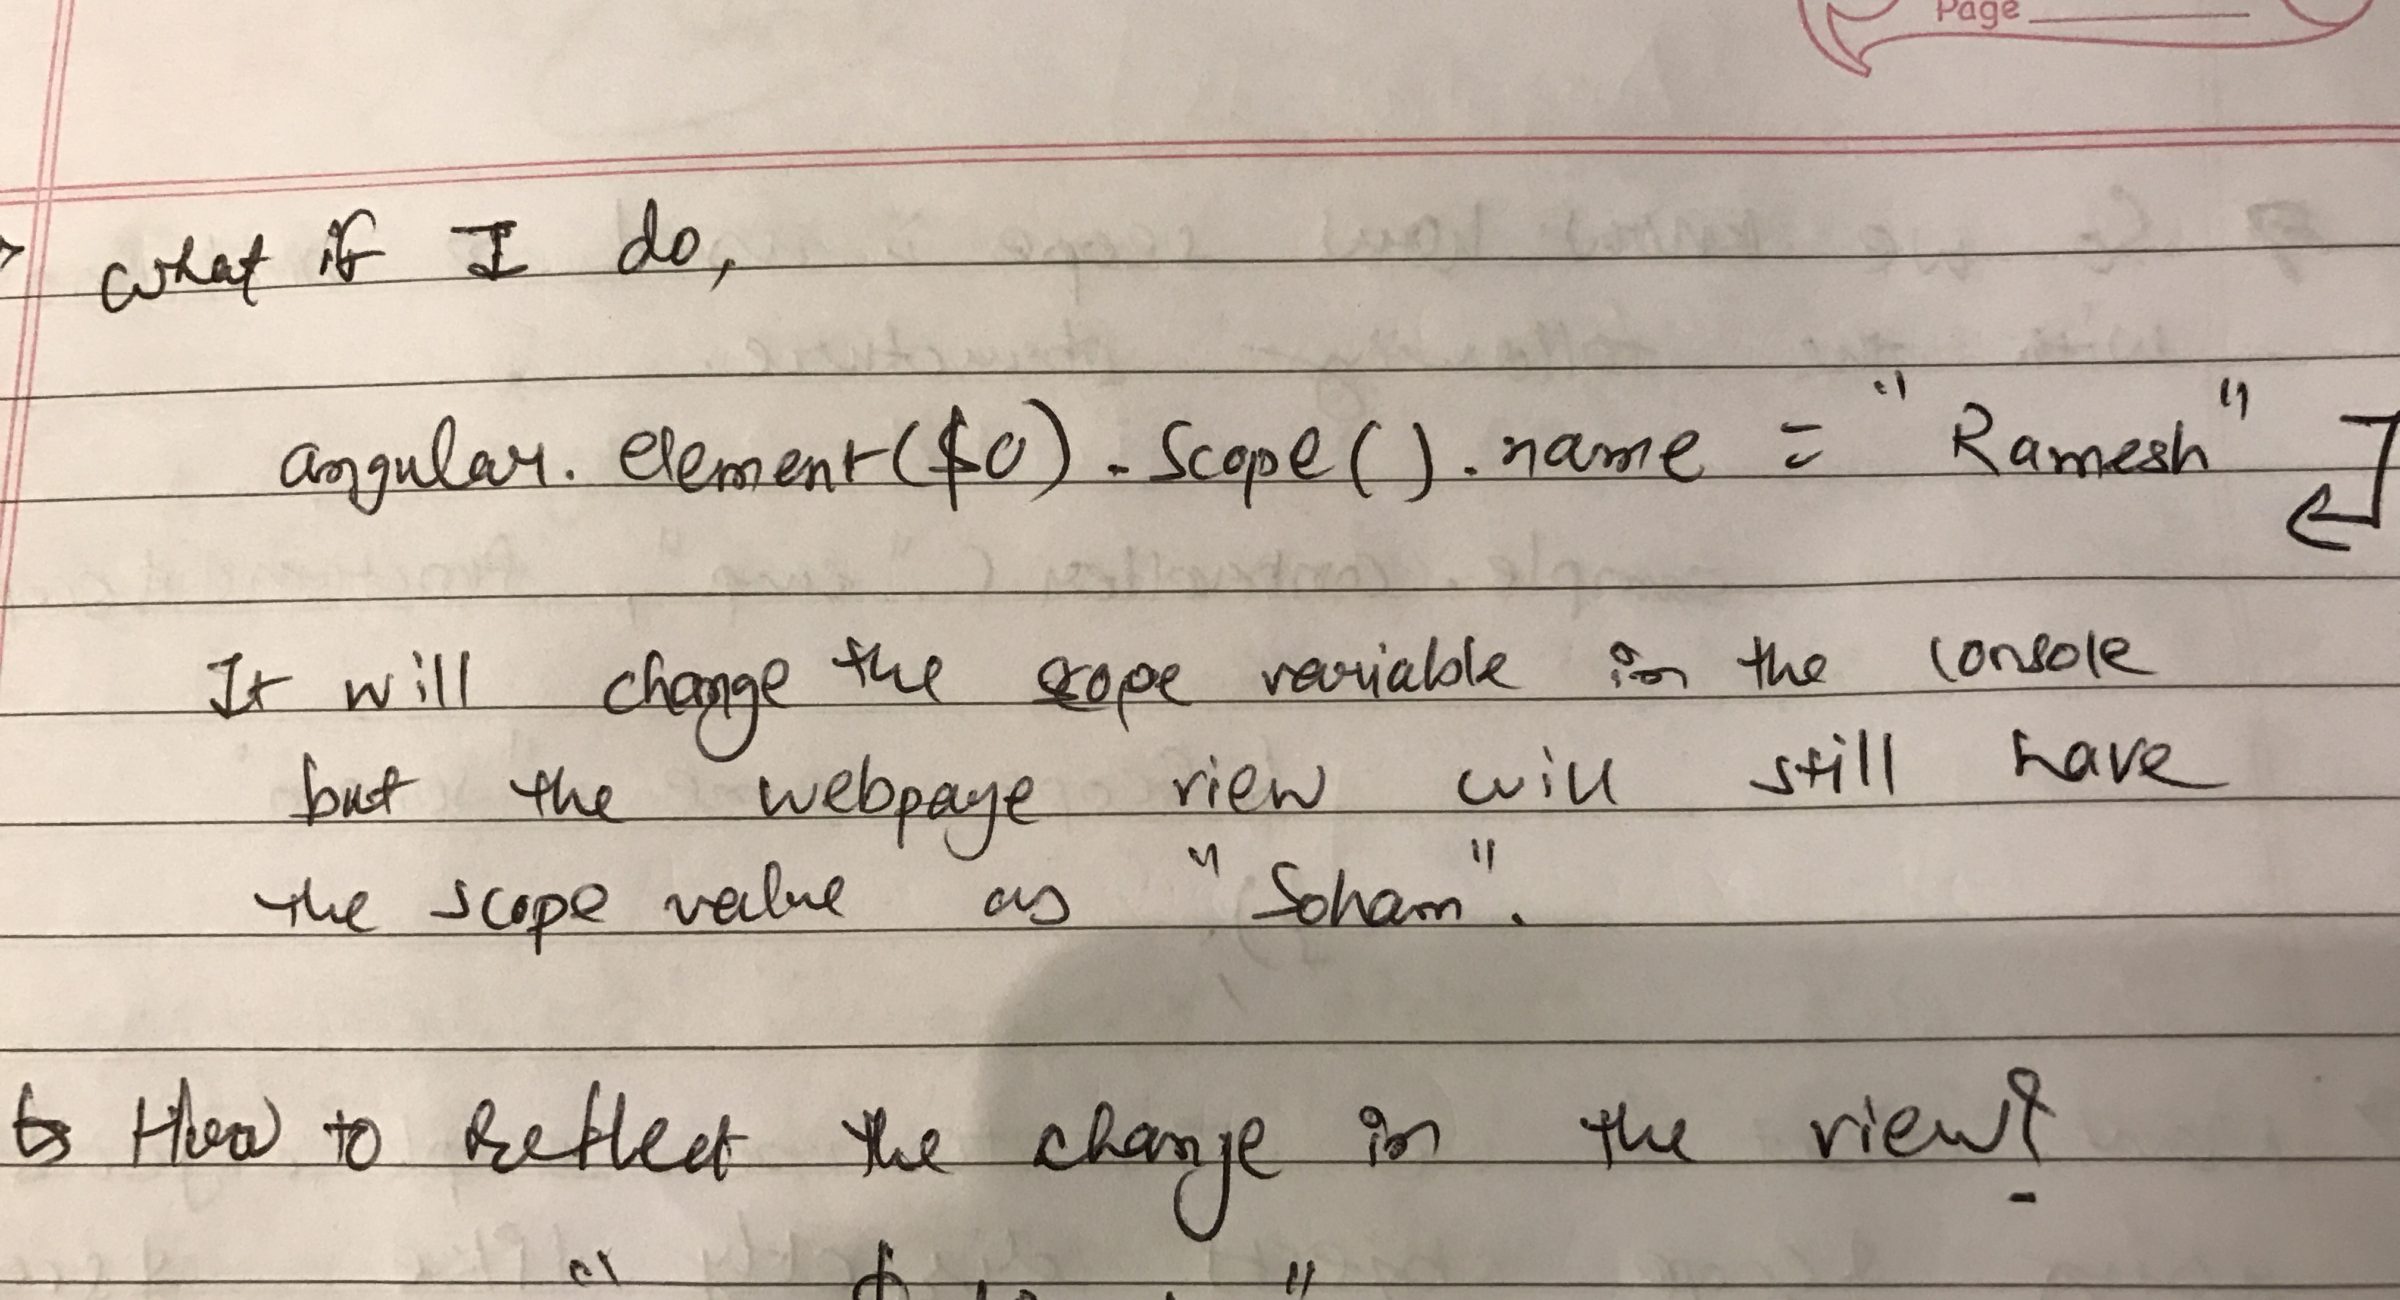 Page
what if I do,
angular.element($0).scope().name = "Ramesh"
It will change the scope variable in the console
but the webpage view will still have
the scope value as "Soham".
How to Reflect the change in the view?